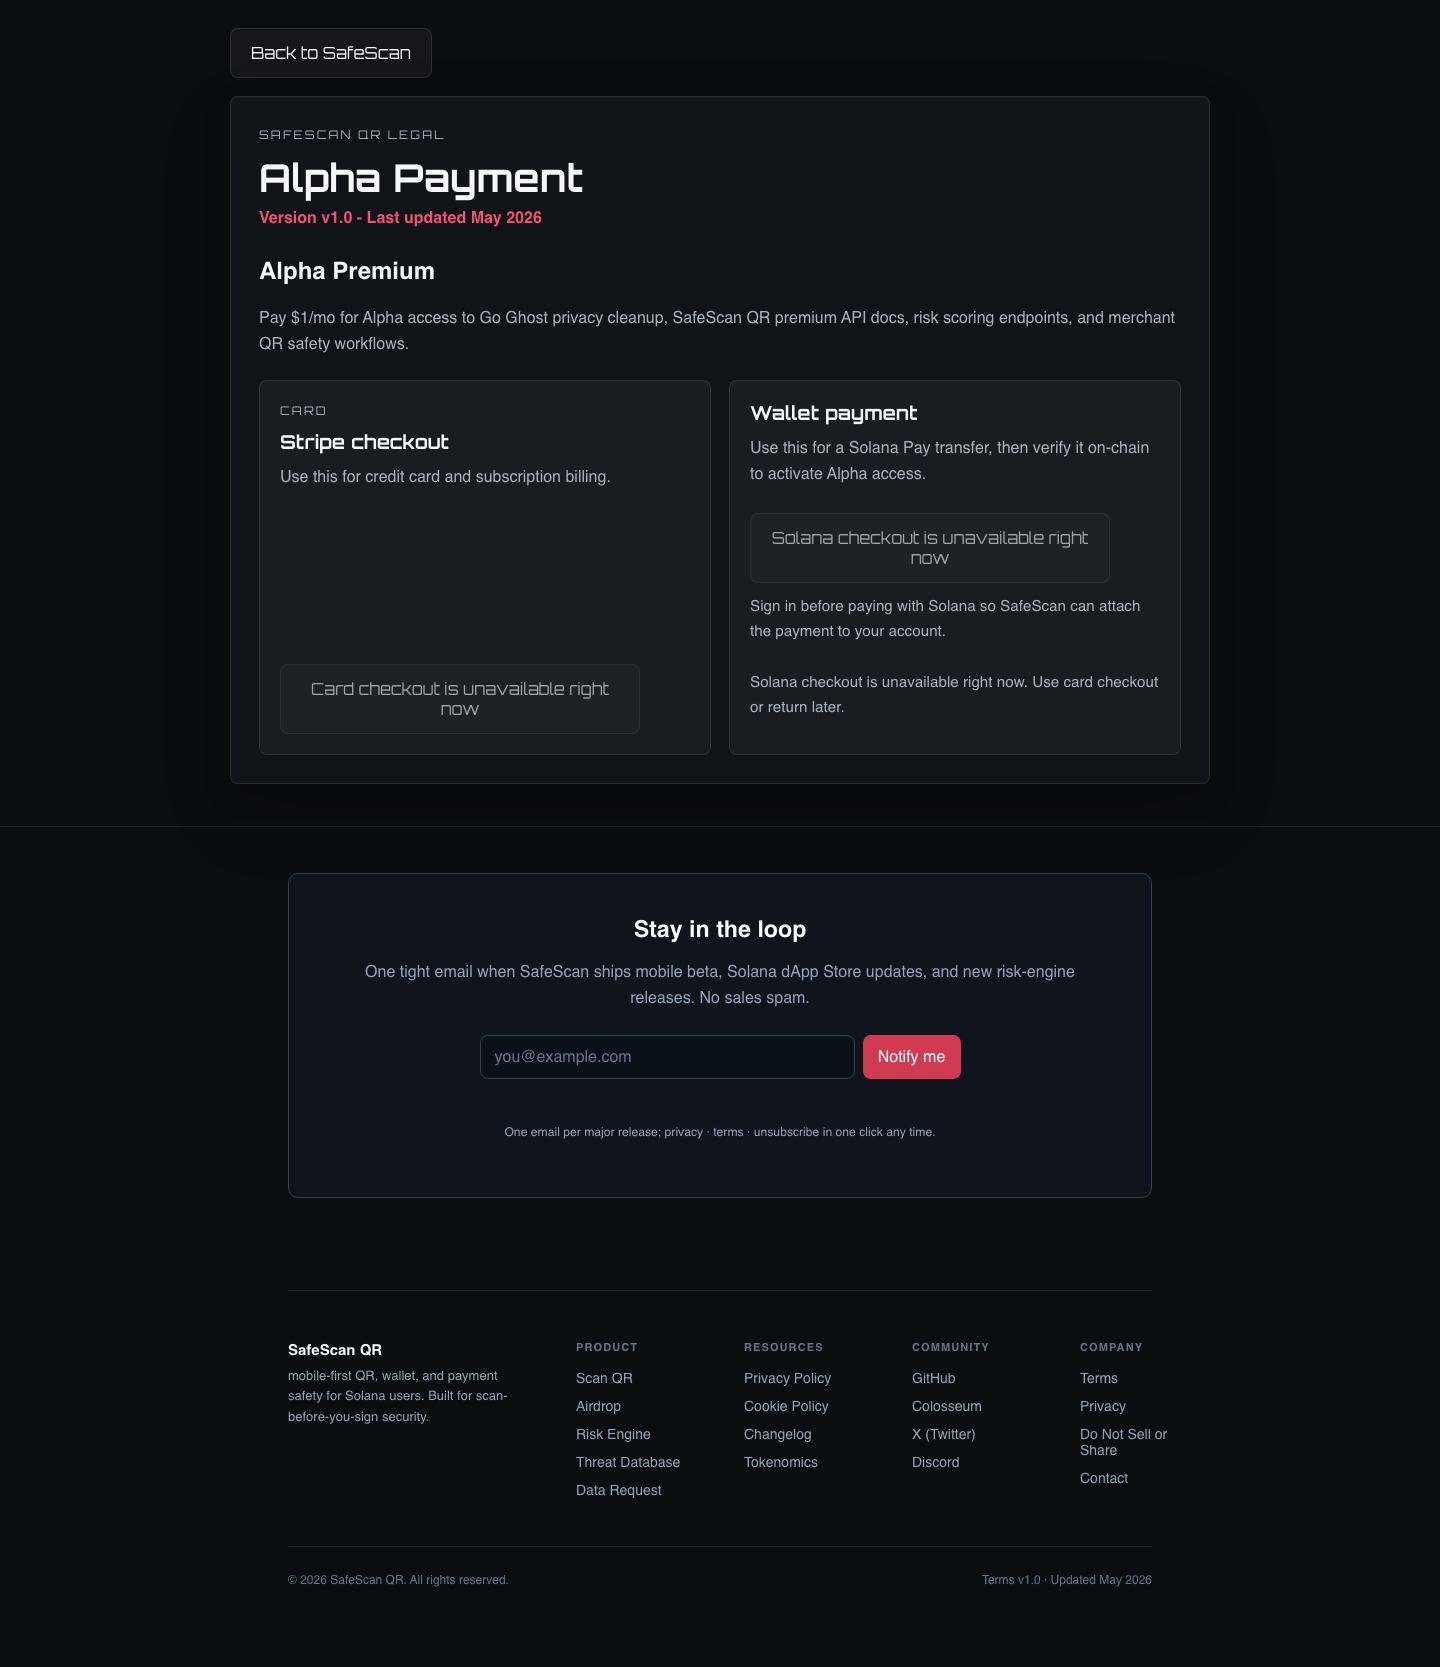 Back to SafeScan
SAFESCAN QR LEGAL
Alpha Payment
Version v1.0 - Last updated May 2026
Alpha Premium
Pay $1/mo for Alpha access to Go Ghost privacy cleanup, SafeScan QR premium API docs, risk scoring endpoints, and merchant
QR safety workflows.
CARD
Stripe checkout
Use this for credit card and subscription billing.
Card checkout is unavailable right
now
Wallet payment
Use this for a Solana Pay transfer, then verify it on-chain
to activate Alpha access.
Solana checkout is unavailable right
now
Sign in before paying with Solana so SafeScan can attach
the payment to your account.
Solana checkout is unavailable right now. Use card checkout
or return later.
Stay in the loop
One tight email when SafeScan ships mobile beta, Solana dApp Store updates, and new risk-engine
releases. No sales spam.
you@example.com
Notify me
One email per major release; privacy · terms · unsubscribe in one click any time.
SafeScan QR
mobile-first QR, wallet, and payment
safety for Solana users. Built for scan-
before-you-sign security.
PRODUCT
Scan QR
Airdrop
Risk Engine
Threat Database
Data Request
RESOURCES
Privacy Policy
Cookie Policy
Changelog
Tokenomics
COMMUNITY
GitHub
Colosseum
X (Twitter)
Discord
COMPANY
Terms
Privacy
Do Not Sell or
Share
Contact
© 2026 SafeScan QR. All rights reserved.
Terms v1.0 · Updated May 2026